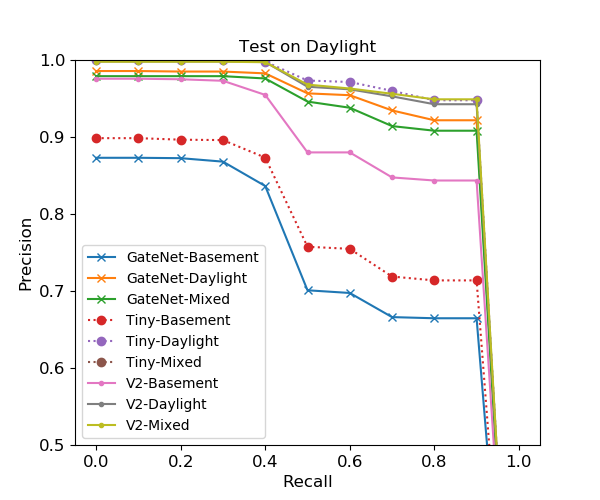 Test on Daylight
Precision
1.0
0.9
0.8
0.7
0.6
0.5
GateNet-Basement
GateNet-Daylight
GateNet-Mixed
Tiny-Basement
Tiny-Daylight
Tiny-Mixed
V2-Basement
V2-Daylight
V2-Mixed
0.0 0.2 0.4 0.6 0.8 1.0
Recall